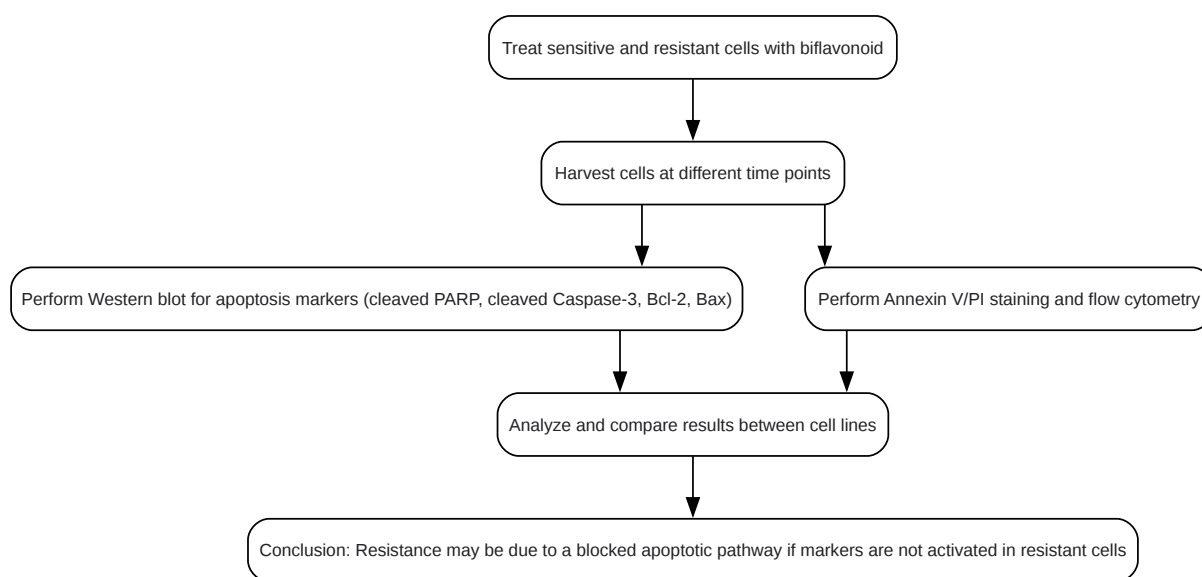 Treat sensitive and resistant cells with biflavonoid
Harvest cells at different time points
Perform Western blot for apoptosis markers (cleaved PARP, cleaved Caspase-3, Bcl-2, Bax)
Perform Annexin V/PI staining and flow cytometry
Analyze and compare results between cell lines
Conclusion: Resistance may be due to a blocked apoptotic pathway if markers are not activated in resistant cells